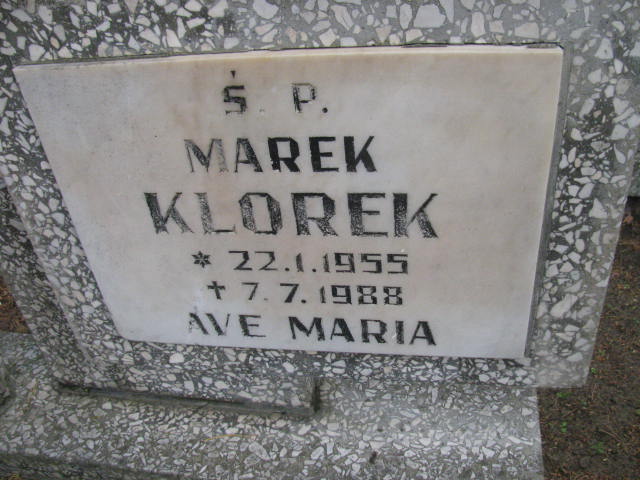 Ś. P.
MAREK
KLOREK
* 22.1.1955
✝ 7.7.1988
AVE MARIA